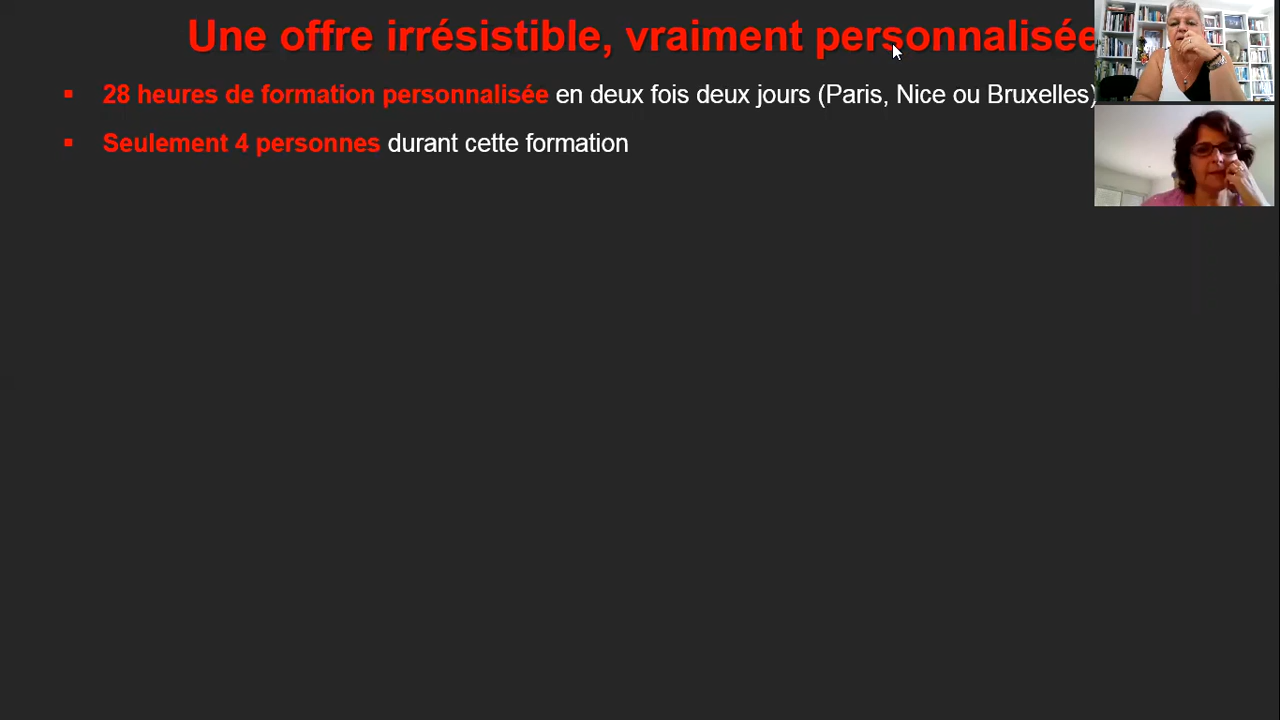 Une offre irrésistible, vraiment personnalisée
28 heures de formation personnalisée en deux fois deux jours (Paris, Nice ou Bruxelles)
Seulement 4 personnes durant cette formation